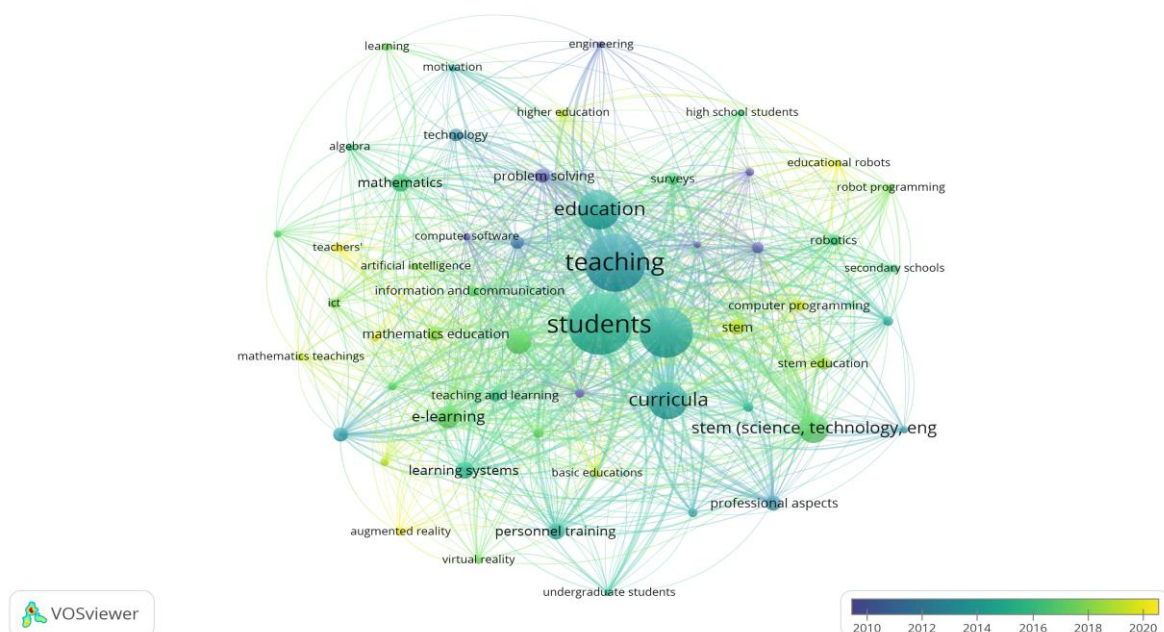 learning
engineering
motivation
higher education
high school students
technology
algebra
educational robots
problem solving
surveys
mathematics
robot programming
education
computer software
robotics
teachers'
teaching
artificial intelligence
secondary schools
information and communication
ict
computer programming
students
stem
mathematics education
mathematics teachings
stem education
teaching and learning
curricula
e-learning
stem (science, technology, eng
learning systems
basic educations
professional aspects
augmented reality
personnel training
virtual reality
undergraduate students
VOSviewer
2010 2012 2014 2016 2018 2020